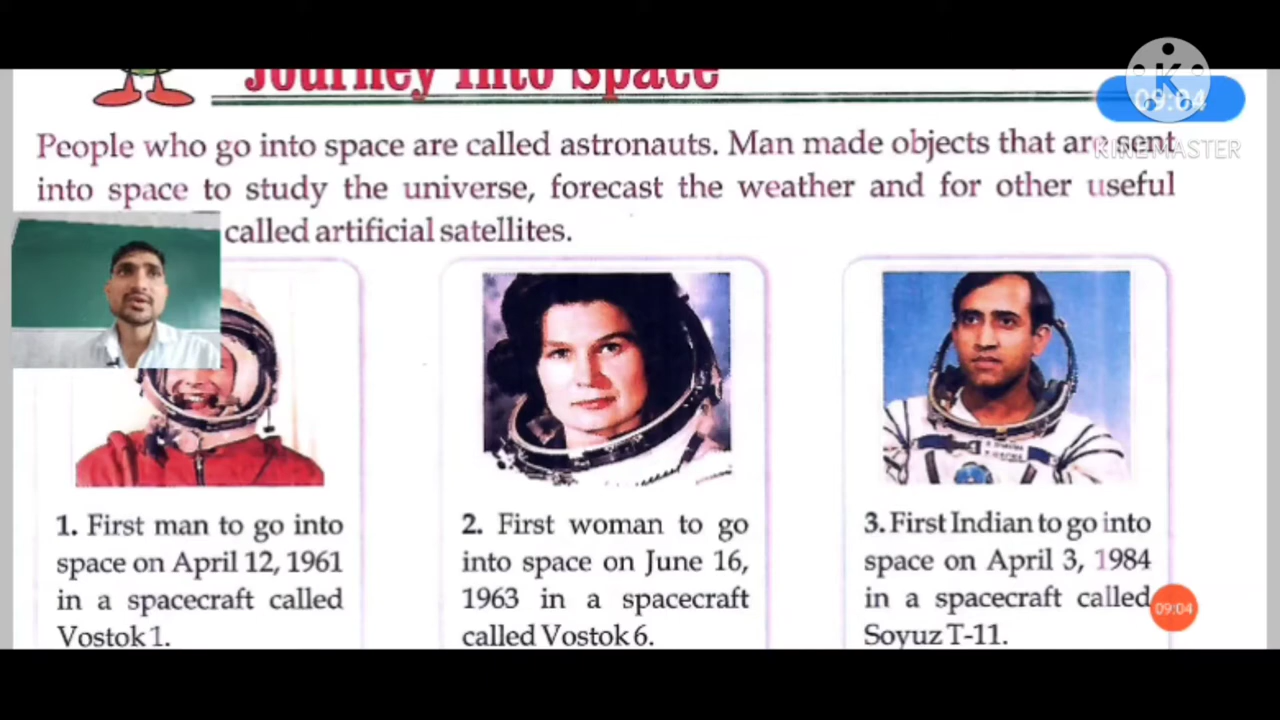 Journey Into Space
09:04
KINEMASTER
People who go into space are called astronauts. Man made objects that are sent
into space to study the universe, forecast the weather and for other useful
called artificial satellites.
1. First man to go into
space on April 12, 1961
in a spacecraft called
Vostok 1.
2. First woman to go
into space on June 16,
1963 in a spacecraft
called Vostok 6.
3. First Indian to go into
space on April 3, 1984
in a spacecraft called
Soyuz T-11.
09:04